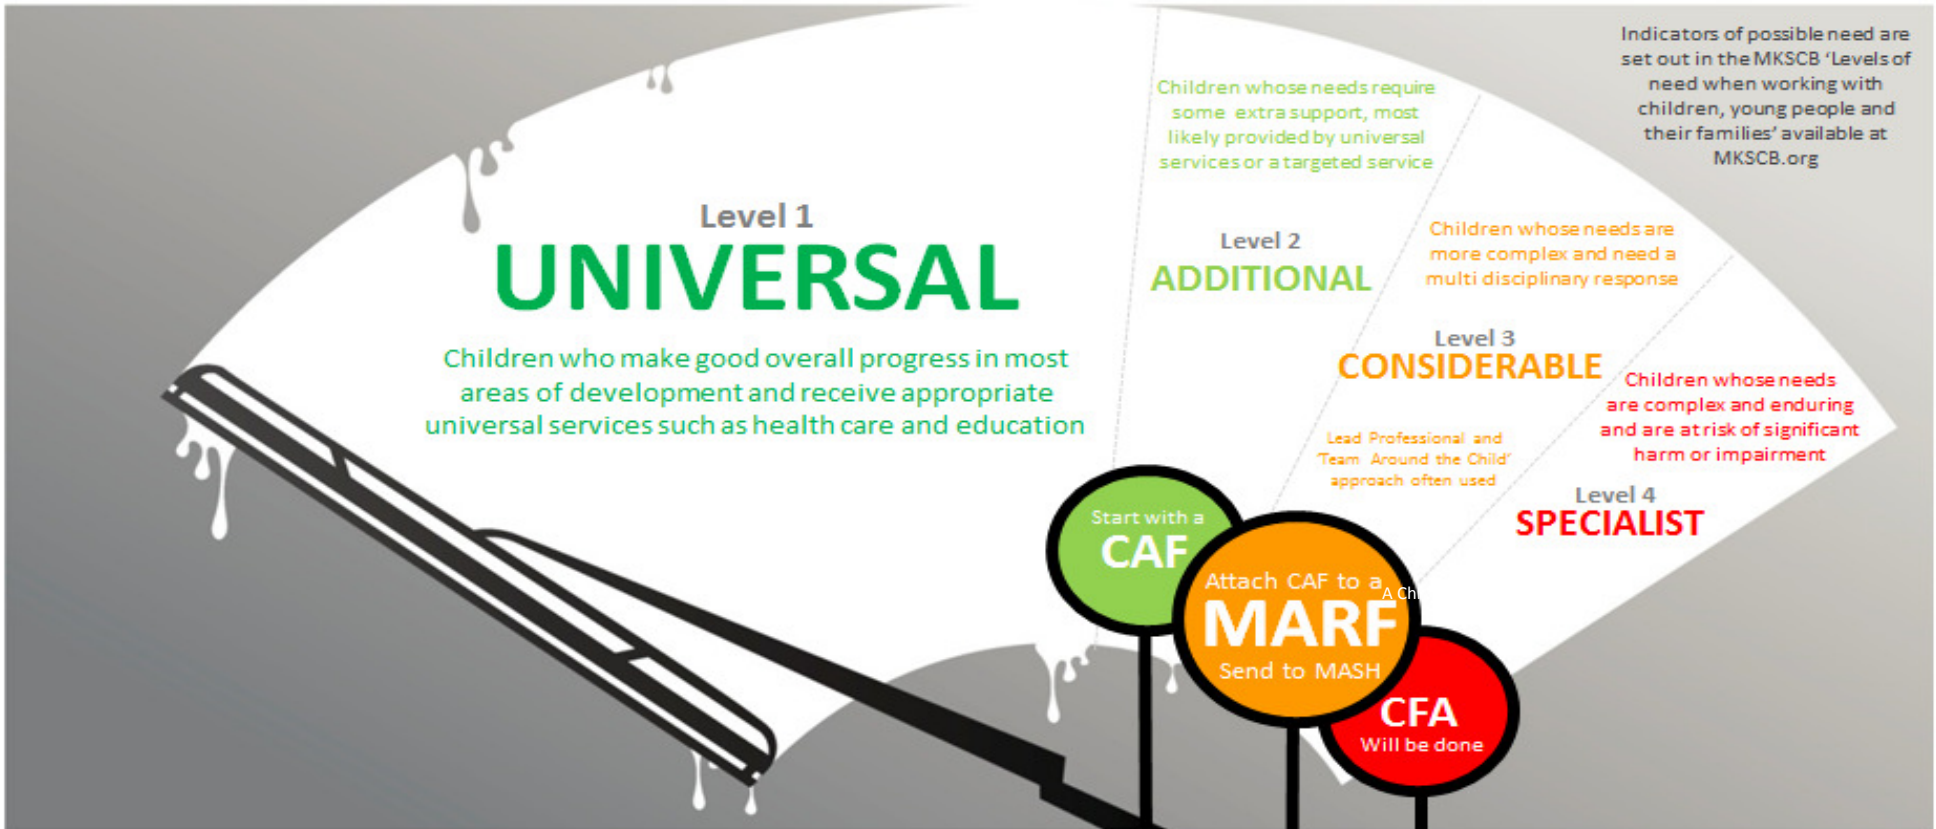 Indicators of possible need are
set out in the MKSCB ‘Levels of
need when working with
children, young people and
their families’ available at
MKSCB.org
Level 1
UNIVERSAL
Children who make good overall progress in most
areas of development and receive appropriate
universal services such as health care and education
Children whose needs require
some extra support, most
likely provided by universal
services or a targeted service
Level 2
ADDITIONAL
Children whose needs are
more complex and need a
multi disciplinary response
Level 3
CONSIDERABLE
Lead Professional and
‘Team Around the Child’
approach often used
Children whose needs
are complex and enduring
and are at risk of significant
harm or impairment
Level 4
SPECIALIST
Start with a
CAF
Attach CAF to a
MARF
Send to MASH
A Ch
CFA
Will be done